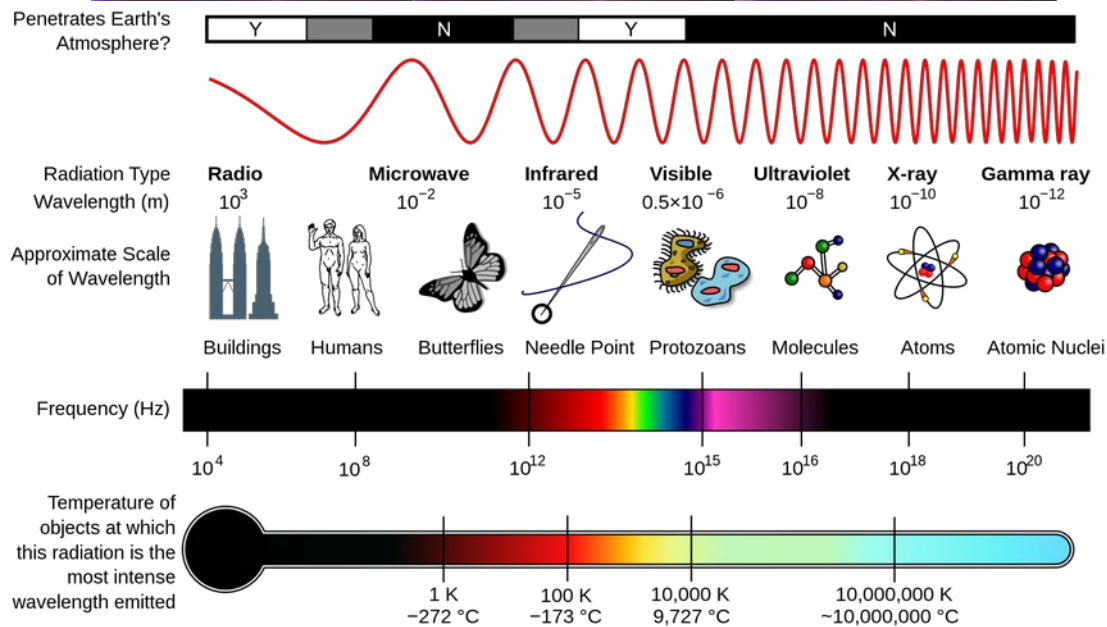 Penetrates Earth's
Atmosphere?
Y N Y N
Radiation Type
Radio Microwave Infrared Visible Ultraviolet X-ray Gamma ray
Wavelength (m)
10³ 10⁻² 10⁻⁵ 0.5×10⁻⁶ 10⁻⁸ 10⁻¹⁰ 10⁻¹²
Approximate Scale
of Wavelength
Buildings Humans Butterflies Needle Point Protozoans Molecules Atoms Atomic Nuclei
Frequency (Hz)
10⁴ 10⁸ 10¹² 10¹⁵ 10¹⁶ 10¹⁸ 10²⁰
Temperature of
objects at which
this radiation is the
most intense
wavelength emitted
1 K 100 K 10,000 K 10,000,000 K
−272 °C −173 °C 9,727 °C ~10,000,000 °C